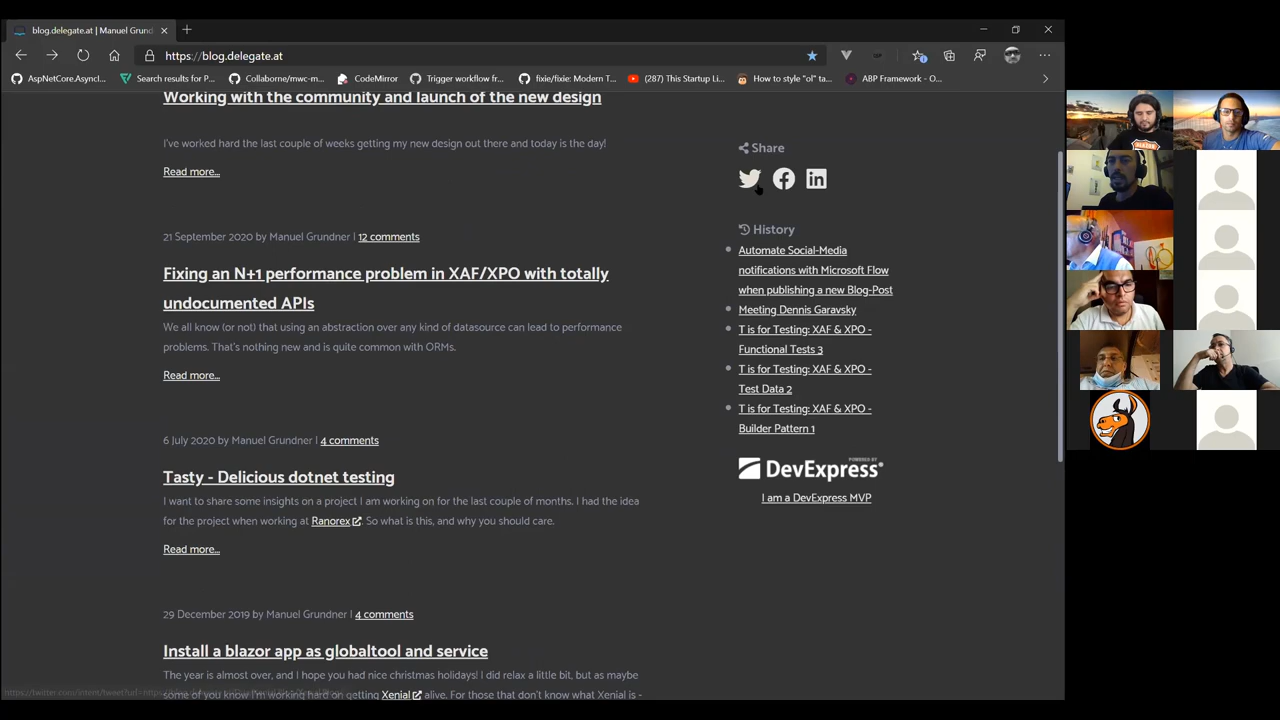 blog.delegate.at | Manuel Grund
https://blog.delegate.at
AspNetCore.AsyncI...
Search results for P...
Collaborne/mwc-m...
CodeMirror
Trigger workflow fr...
fixie/fixie: Modern T...
(287) This Startup Li...
How to style "ol" ta...
ABP Framework - O...
Working with the community and launch of the new design
I've worked hard the last couple of weeks getting my new design out there and today is the day!
Read more...
21 September 2020 by Manuel Grundner | 12 comments
Fixing an N+1 performance problem in XAF/XPO with totally
undocumented APIs
We all know (or not) that using an abstraction over any kind of datasource can lead to performance
problems. That's nothing new and is quite common with ORMs.
Read more...
6 July 2020 by Manuel Grundner | 4 comments
Tasty - Delicious dotnet testing
I want to share some insights on a project I am working on for the last couple of months. I had the idea
for the project when working at Ranorex. So what is this, and why you should care.
Read more...
29 December 2019 by Manuel Grundner | 4 comments
Install a blazor app as globaltool and service
The year is almost over, and I hope you had nice christmas holidays! I did relax a little bit, but as maybe
some of you know I'm working hard on getting Xenial alive. For those that don't know what Xenial is -
Share
History
Automate Social-Media
notifications with Microsoft Flow
when publishing a new Blog-Post
Meeting Dennis Garavsky
T is for Testing: XAF & XPO -
Functional Tests 3
T is for Testing: XAF & XPO -
Test Data 2
T is for Testing: XAF & XPO -
Builder Pattern 1
POWERED BY
DevExpress
I am a DevExpress MVP